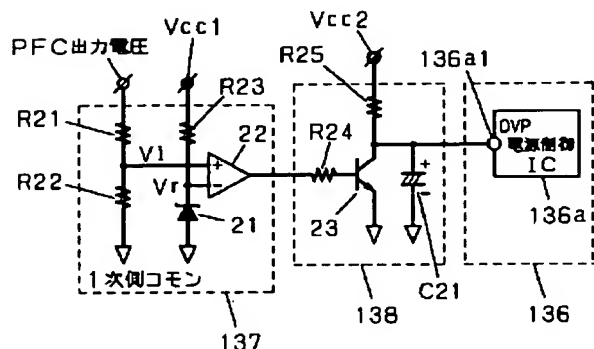 PFC出力電圧
Vcc1
Vcc2
R21
R23
R25
136a1
R22
V1
Vr
22
R24
DVP
電源制御
IC
136a
21
23
1次側コモン
C21
137
138
136